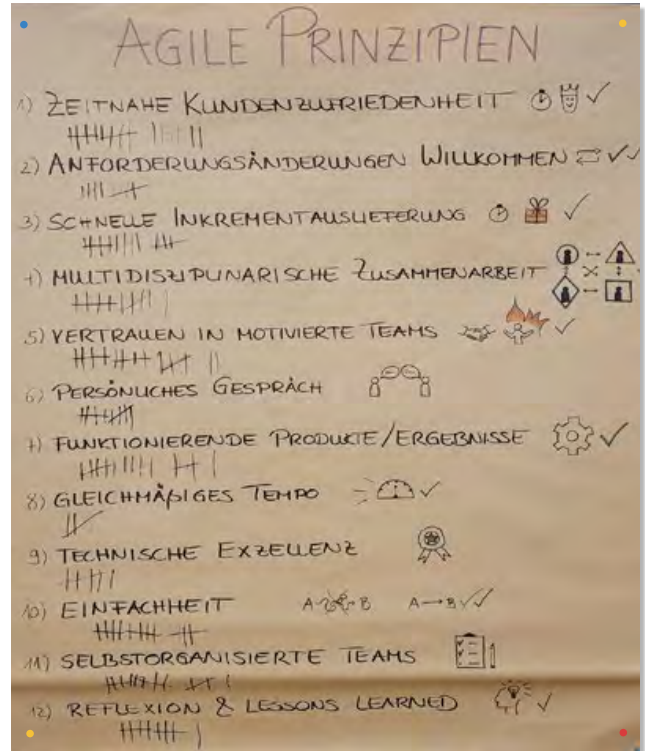 AGILE PRINZIPIEN
1) ZEITNAHE KUNDENZUFRIEDENHEIT
2) ANFORDERUNGSÄNDERUNGEN WILLKOMMEN
3) SCHNELLE INKREMENTAUSLIEFERUNG
4) MULTIDISZIPLINARISCHE ZUSAMMENARBEIT
5) VERTRAUEN IN MOTIVIERTE TEAMS
6) PERSÖNLICHES GESPRÄCH
7) FUNKTIONIERENDE PRODUKTE/ERGEBNISSE
8) GLEICHMÄßIGES TEMPO
9) TECHNISCHE EXZELLENZ
10) EINFACHHEIT A B A→B
11) SELBSTORGANISIERTE TEAMS
12) REFLEXION & LESSONS LEARNED